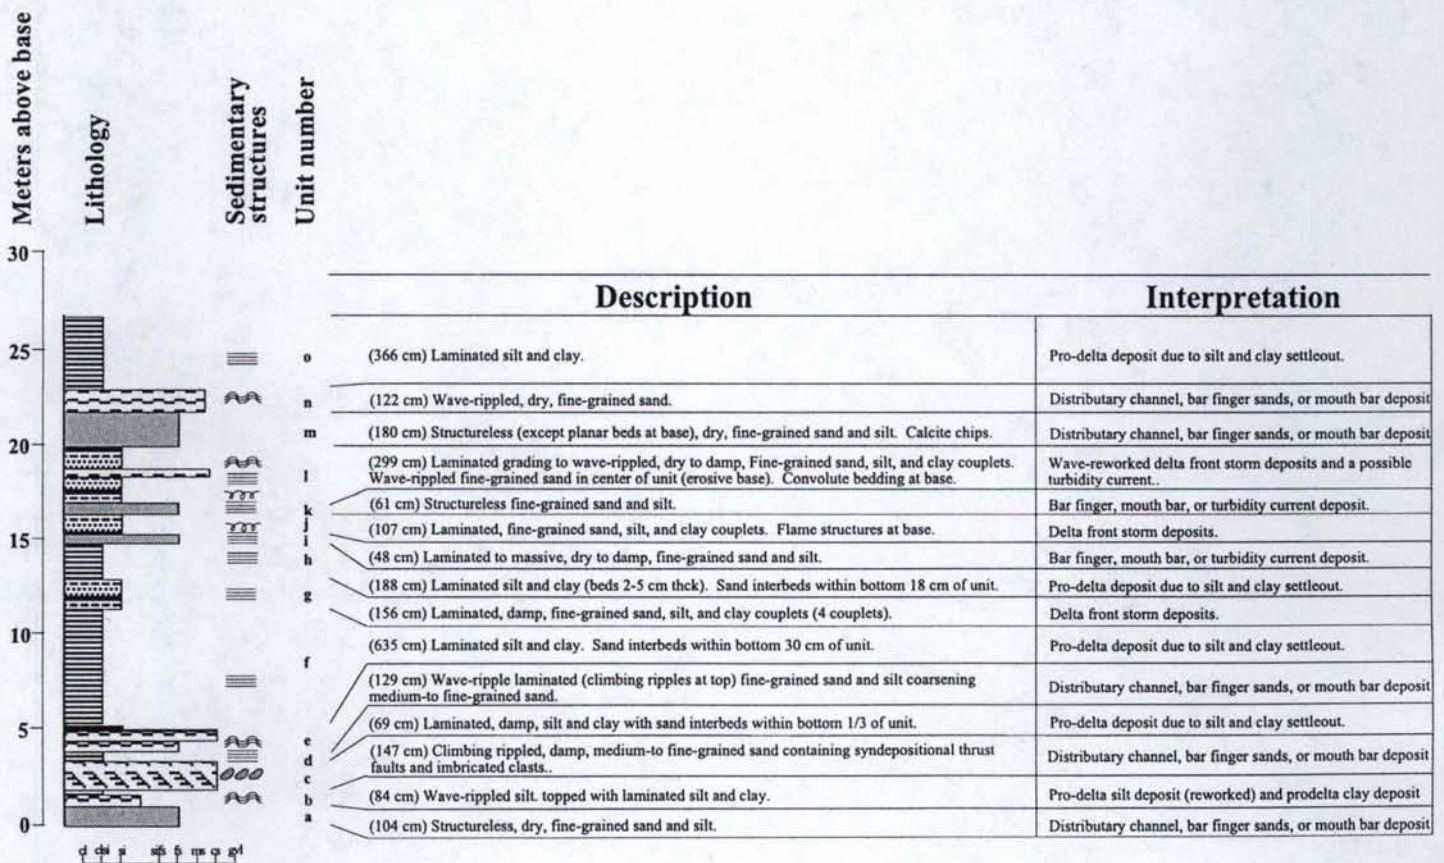 Meters above base
Lithology
Sedimentary
structures
Unit number
30
25
20
15
10
5
0
Description
Interpretation
o
(366 cm) Laminated silt and clay.
Pro-delta deposit due to silt and clay settleout.
n
(122 cm) Wave-rippled, dry, fine-grained sand.
Distributary channel, bar finger sands, or mouth bar deposit
m
(180 cm) Structureless (except planar beds at base), dry, fine-grained sand and silt. Calcite chips.
Distributary channel, bar finger sands, or mouth bar deposit
l
(299 cm) Laminated grading to wave-rippled, dry to damp, Fine-grained sand, silt, and clay couplets.
Wave-rippled fine-grained sand in center of unit (erosive base). Convolute bedding at base.
Wave-reworked delta front storm deposits and a possible
turbidity current..
k
(61 cm) Structureless fine-grained sand and silt.
Bar finger, mouth bar, or turbidity current deposit.
j
(107 cm) Laminated, fine-grained sand, silt, and clay couplets. Flame structures at base.
Delta front storm deposits.
i
(48 cm) Laminated to massive, dry to damp, fine-grained sand and silt.
Bar finger, mouth bar, or turbidity current deposit.
h
(188 cm) Laminated silt and clay (beds 2-5 cm thck). Sand interbeds within bottom 18 cm of unit.
Pro-delta deposit due to silt and clay settleout.
g
(156 cm) Laminated, damp, fine-grained sand, silt, and clay couplets (4 couplets).
Delta front storm deposits.
f
(635 cm) Laminated silt and clay. Sand interbeds within bottom 30 cm of unit.
Pro-delta deposit due to silt and clay settleout.
e
(129 cm) Wave-ripple laminated (climbing ripples at top) fine-grained sand and silt coarsening
medium-to fine-grained sand.
Distributary channel, bar finger sands, or mouth bar deposit
d
(69 cm) Laminated, damp, silt and clay with sand interbeds within bottom 1/3 of unit.
Pro-delta deposit due to silt and clay settleout.
c
(147 cm) Climbing rippled, damp, medium-to fine-grained sand containing syndepositional thrust
faults and imbricated clasts..
Distributary channel, bar finger sands, or mouth bar deposit
b
(84 cm) Wave-rippled silt. topped with laminated silt and clay.
Pro-delta silt deposit (reworked) and prodelta clay deposit
a
(104 cm) Structureless, dry, fine-grained sand and silt.
Distributary channel, bar finger sands, or mouth bar deposit
cl si fs ms cs gvl